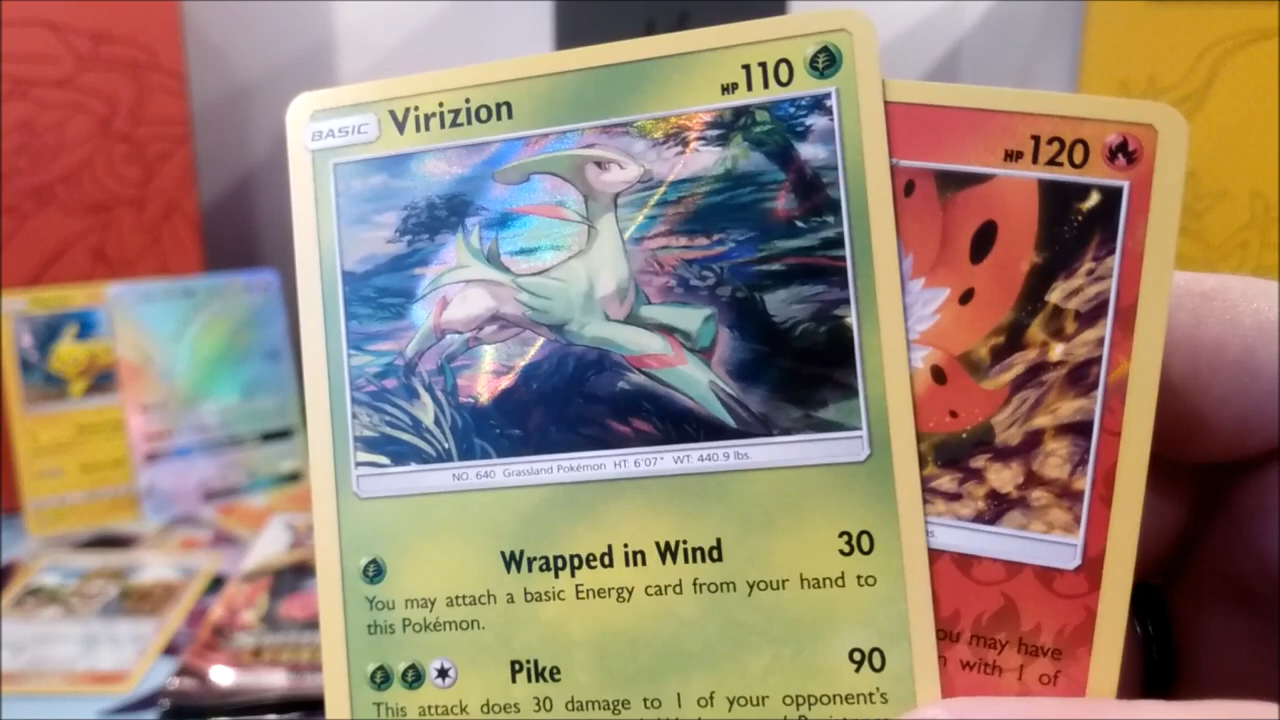 BASIC Virizion HP 110
NO. 640 Grassland Pokémon HT: 6'07" WT: 440.9 lbs.
Wrapped in Wind 30
You may attach a basic Energy card from your hand to
this Pokémon.
Pike 90
This attack does 30 damage to 1 of your opponent's
HP 120
ou may have
with 1 of